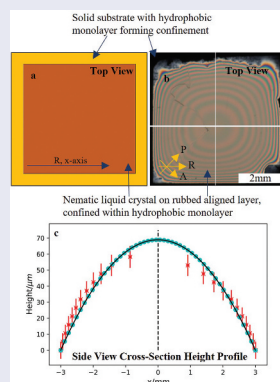 Solid substrate with hydrophobic
monolayer forming confinement
Top View
a
R, x-axis
Top View
b
P
R
A
2mm
Nematic liquid crystal on rubbed aligned layer,
confined within hydrophobic monolayer
c
Height/μm
70
60
50
40
30
20
10
0
Side View Cross-Section Height Profile
-3
-2
-1
0
1
2
3
x/mm